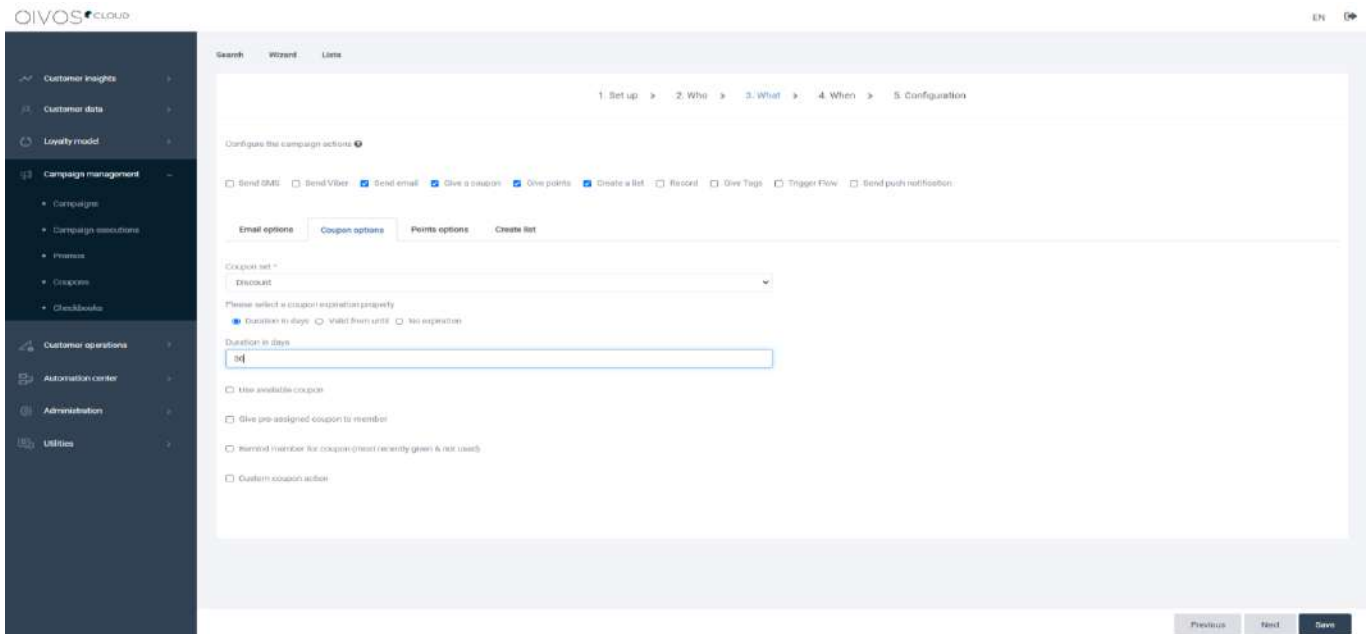 OIVOS CLOUD
EN
Search Wizard Lists
Customer insights
Customer data
Loyalty model
Campaign management
Campaigns
Campaign executions
Promos
Coupons
Checkbooks
Customer operations
Automation center
Administration
Utilities
1. Set up > 2. Who > 3. What > 4. When > 5. Configuration
Configure the campaign actions
Send SMS Send Viber Send email Give a coupon Give points Create a list Record Give Tags Trigger Flow Send push notification
Email options Coupon options Points options Create list
Coupon set *
Discount
Please select a coupon expiration property
Duration in days Valid from until No expiration
Duration in days
Use available coupon
Give pre-assigned coupon to member
Remind member for coupon (most recently given & not used)
Custom coupon action
Previous Next Save